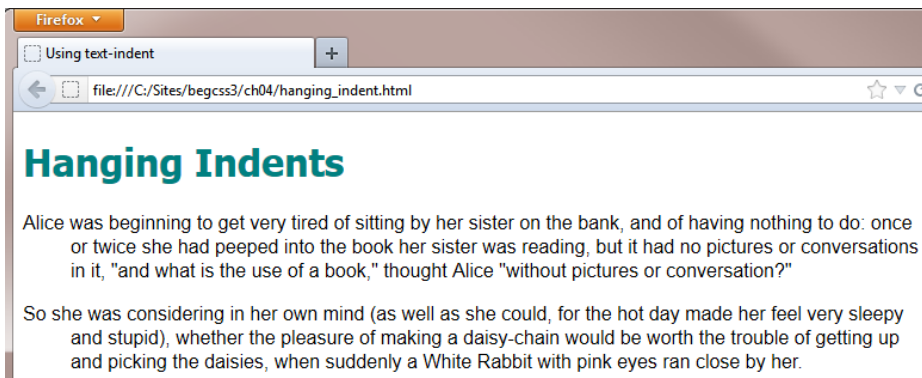 Firefox
Using text-indent
file:///C:/Sites/begcss3/ch04/hanging_indent.html
Hanging Indents
Alice was beginning to get very tired of sitting by her sister on the bank, and of having nothing to do: once
or twice she had peeped into the book her sister was reading, but it had no pictures or conversations
in it, "and what is the use of a book," thought Alice "without pictures or conversation?"
So she was considering in her own mind (as well as she could, for the hot day made her feel very sleepy
and stupid), whether the pleasure of making a daisy-chain would be worth the trouble of getting up
and picking the daisies, when suddenly a White Rabbit with pink eyes ran close by her.